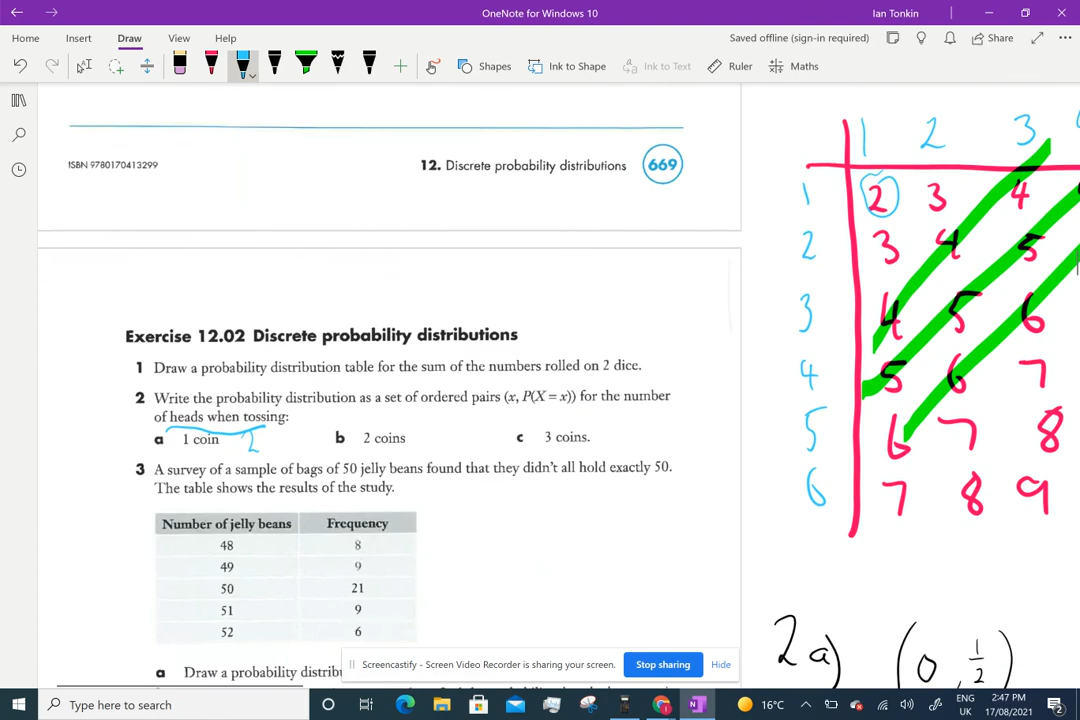 OneNote for Windows 10
Ian Tonkin
Home Insert Draw View Help
Saved offline (sign-in required)
Share
Ink to Shape
Shapes
Ink to Text
Ruler
Maths
ISBN 9780170413299
12. Discrete probability distributions 669
1 2 3
1 2 3 4
2 3 4 5
3 4 5 6
4 5 6 7
5 6 7 8
6 7 8 9
Exercise 12.02 Discrete probability distributions
1 Draw a probability distribution table for the sum of the numbers rolled on 2 dice.
2 Write the probability distribution as a set of ordered pairs (x, P(X = x)) for the number
of heads when tossing:
a 1 coin 2 b 2 coins c 3 coins.
3 A survey of a sample of bags of 50 jelly beans found that they didn't all hold exactly 50.
The table shows the results of the study.
Number of jelly beans Frequency
48 8
49 9
50 21
51 9
52 6
a Draw a probability distribu
2a) (0, 1/2)
Screencastify - Screen Video Recorder is sharing your screen. Stop sharing Hide
Type here to search
16°C
ENG
UK
2:47 PM
17/08/2021
2